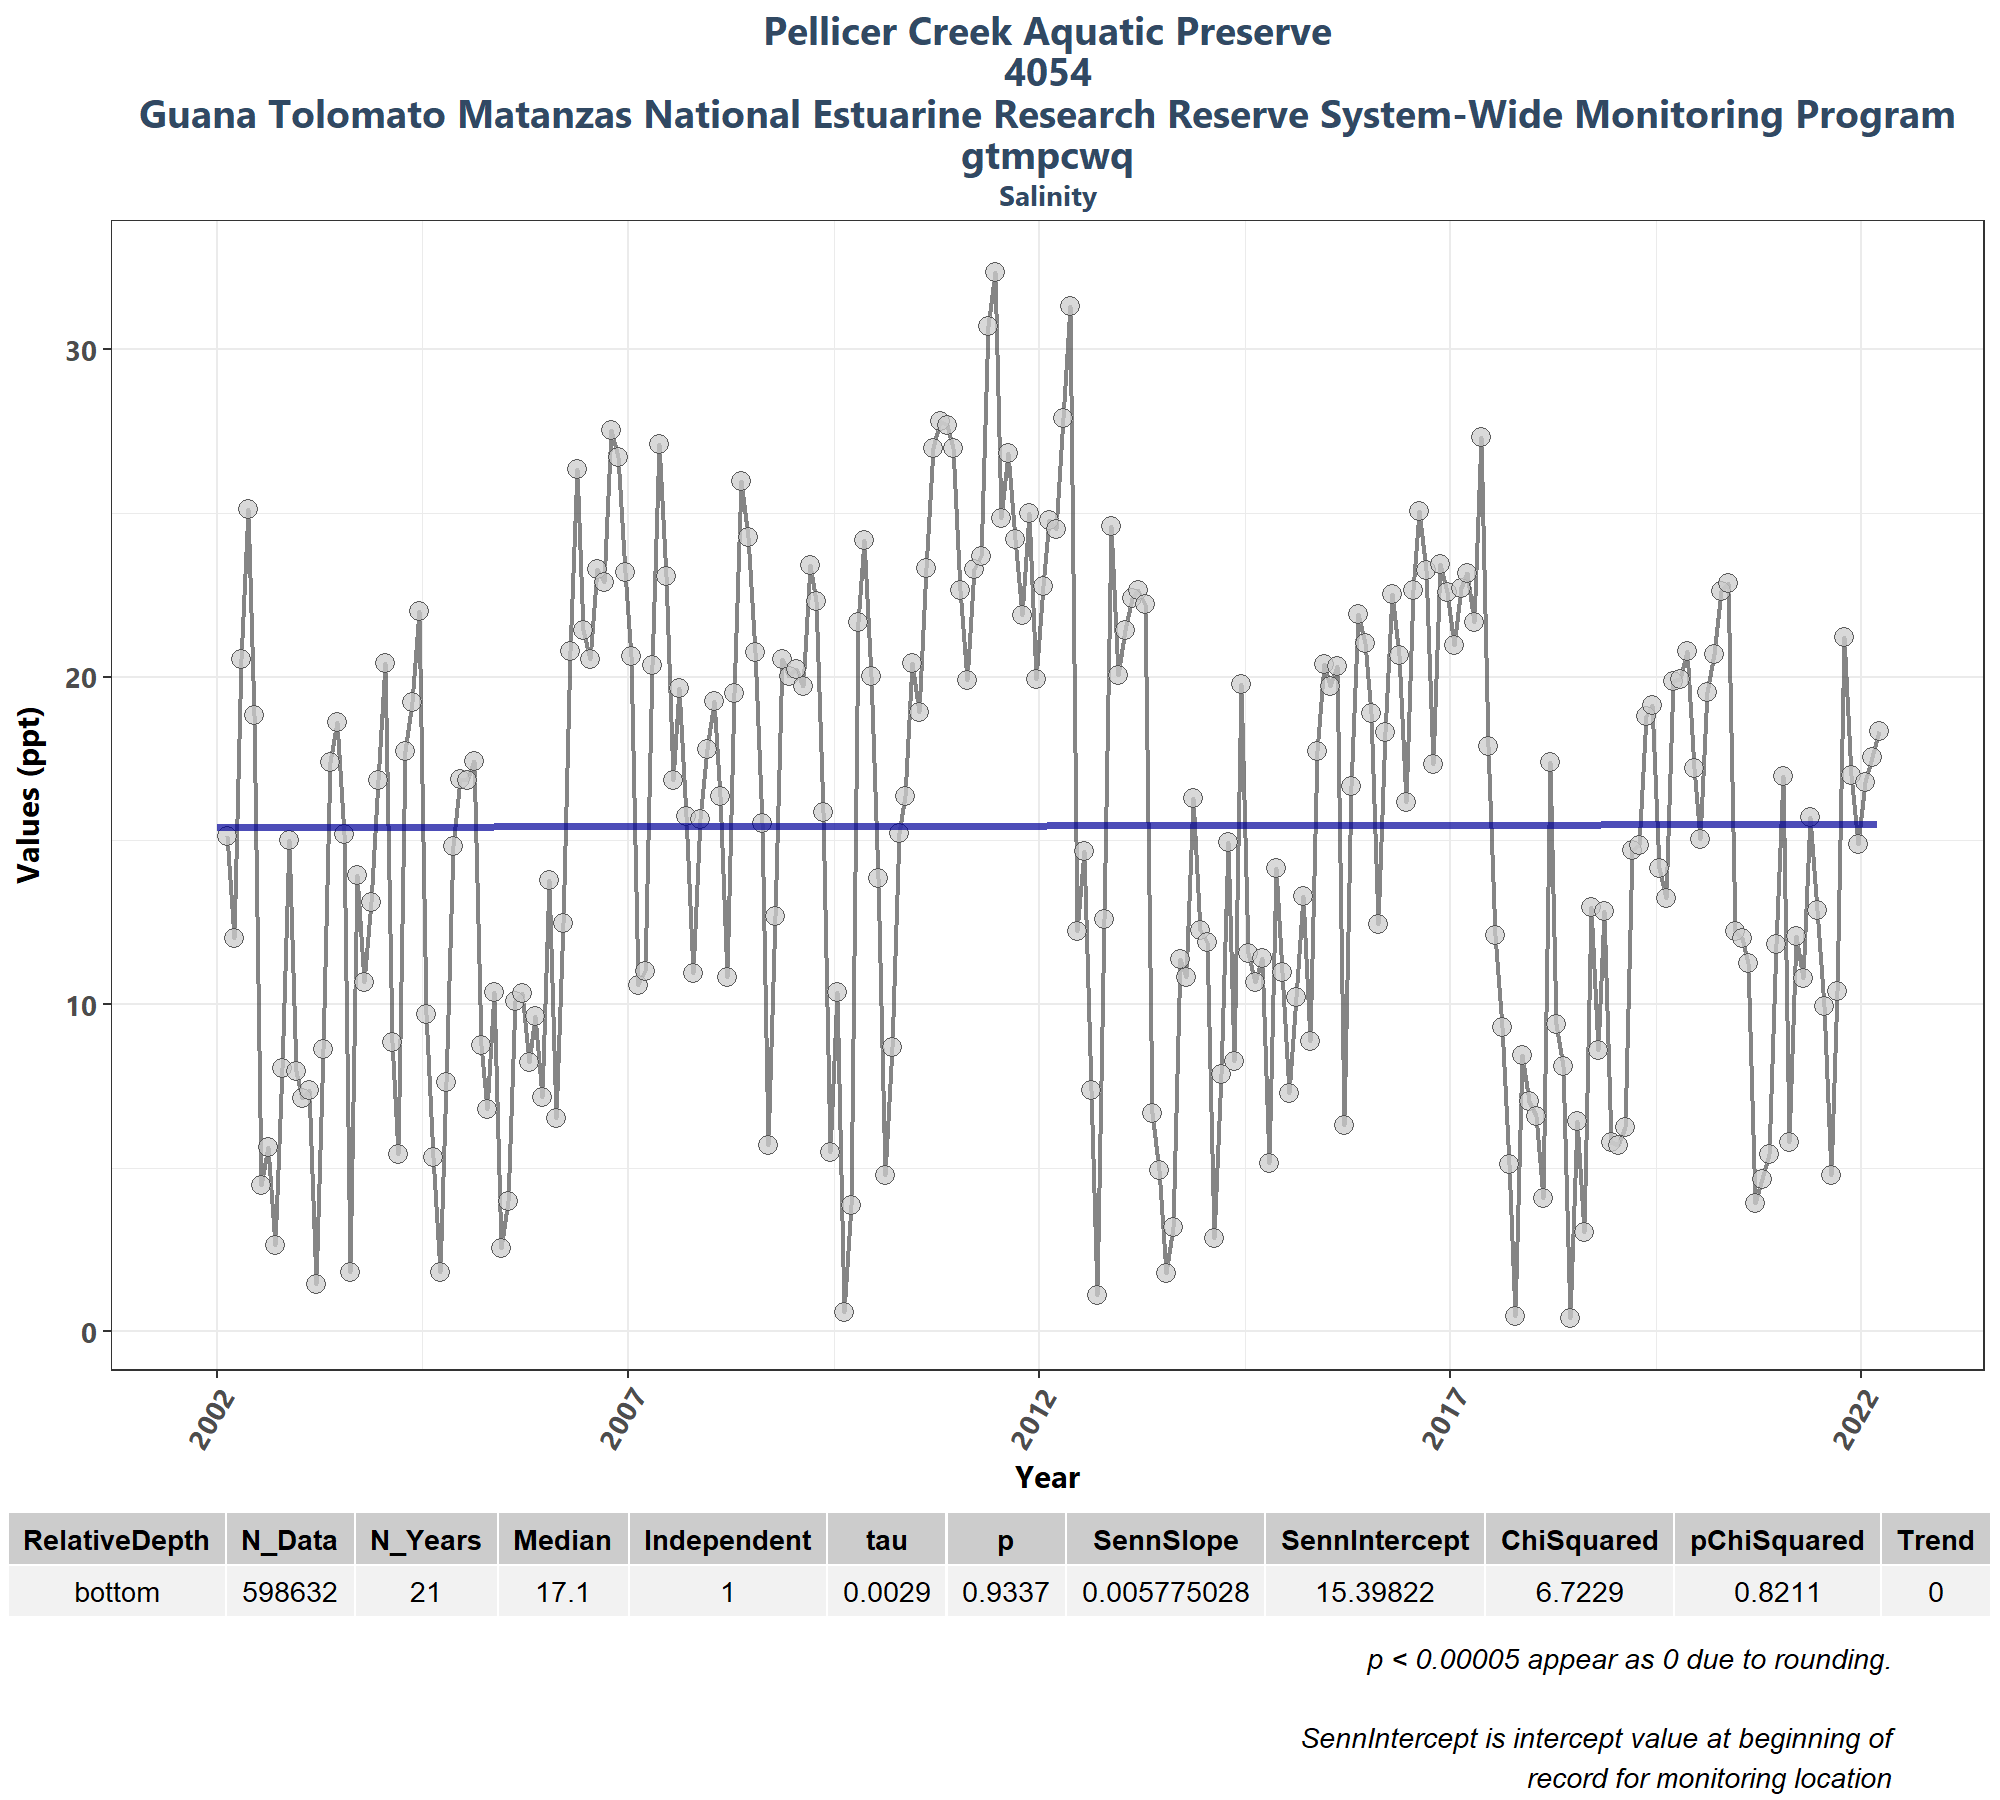 Pellicer Creek Aquatic Preserve
4054
Guana Tolomato Matanzas National Estuarine Research Reserve System-Wide Monitoring Program
gtmpcwq
Salinity
Values (ppt)
30
20
10
0
2002 2007 2012 2017 2022
Year
RelativeDepth N_Data N_Years Median Independent tau p SennSlope SennIntercept ChiSquared pChiSquared Trend
bottom 598632 21 17.1 1 0.0029 0.9337 0.005775028 15.39822 6.7229 0.8211 0
p < 0.00005 appear as 0 due to rounding.
SennIntercept is intercept value at beginning of
record for monitoring location